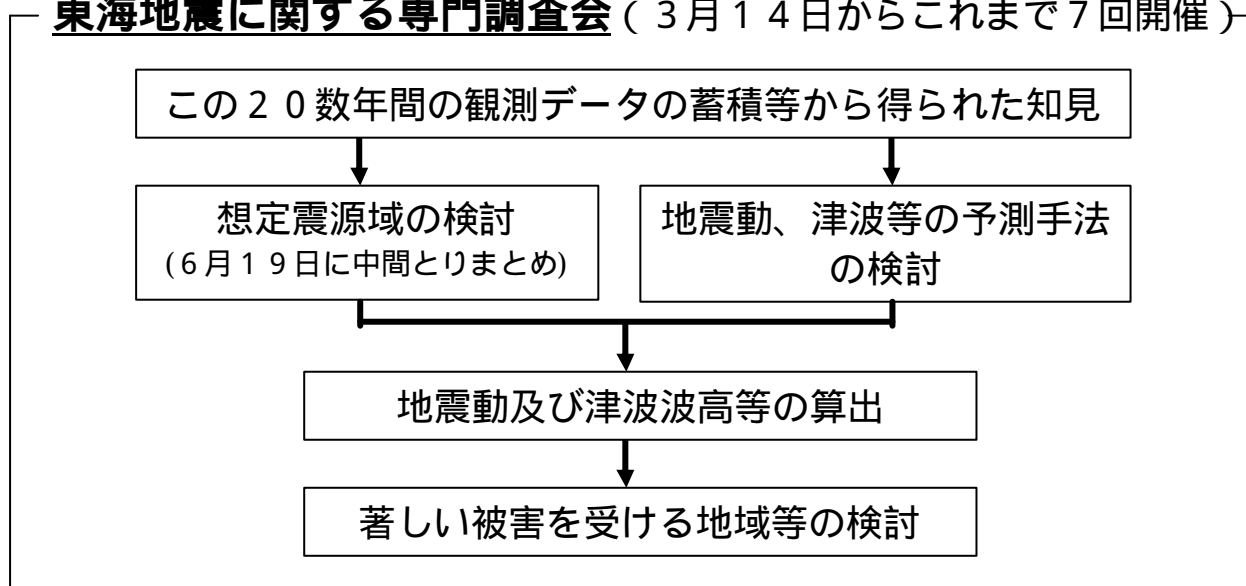 東海地震に関する専門調査会(3月14日からこれまで7回開催)
この20数年間の観測データの蓄積等から得られた知見
想定震源域の検討
(6月19日に中間とりまとめ)
地震動、津波等の予測手法
の検討
地震動及び津波波高等の算出
著しい被害を受ける地域等の検討